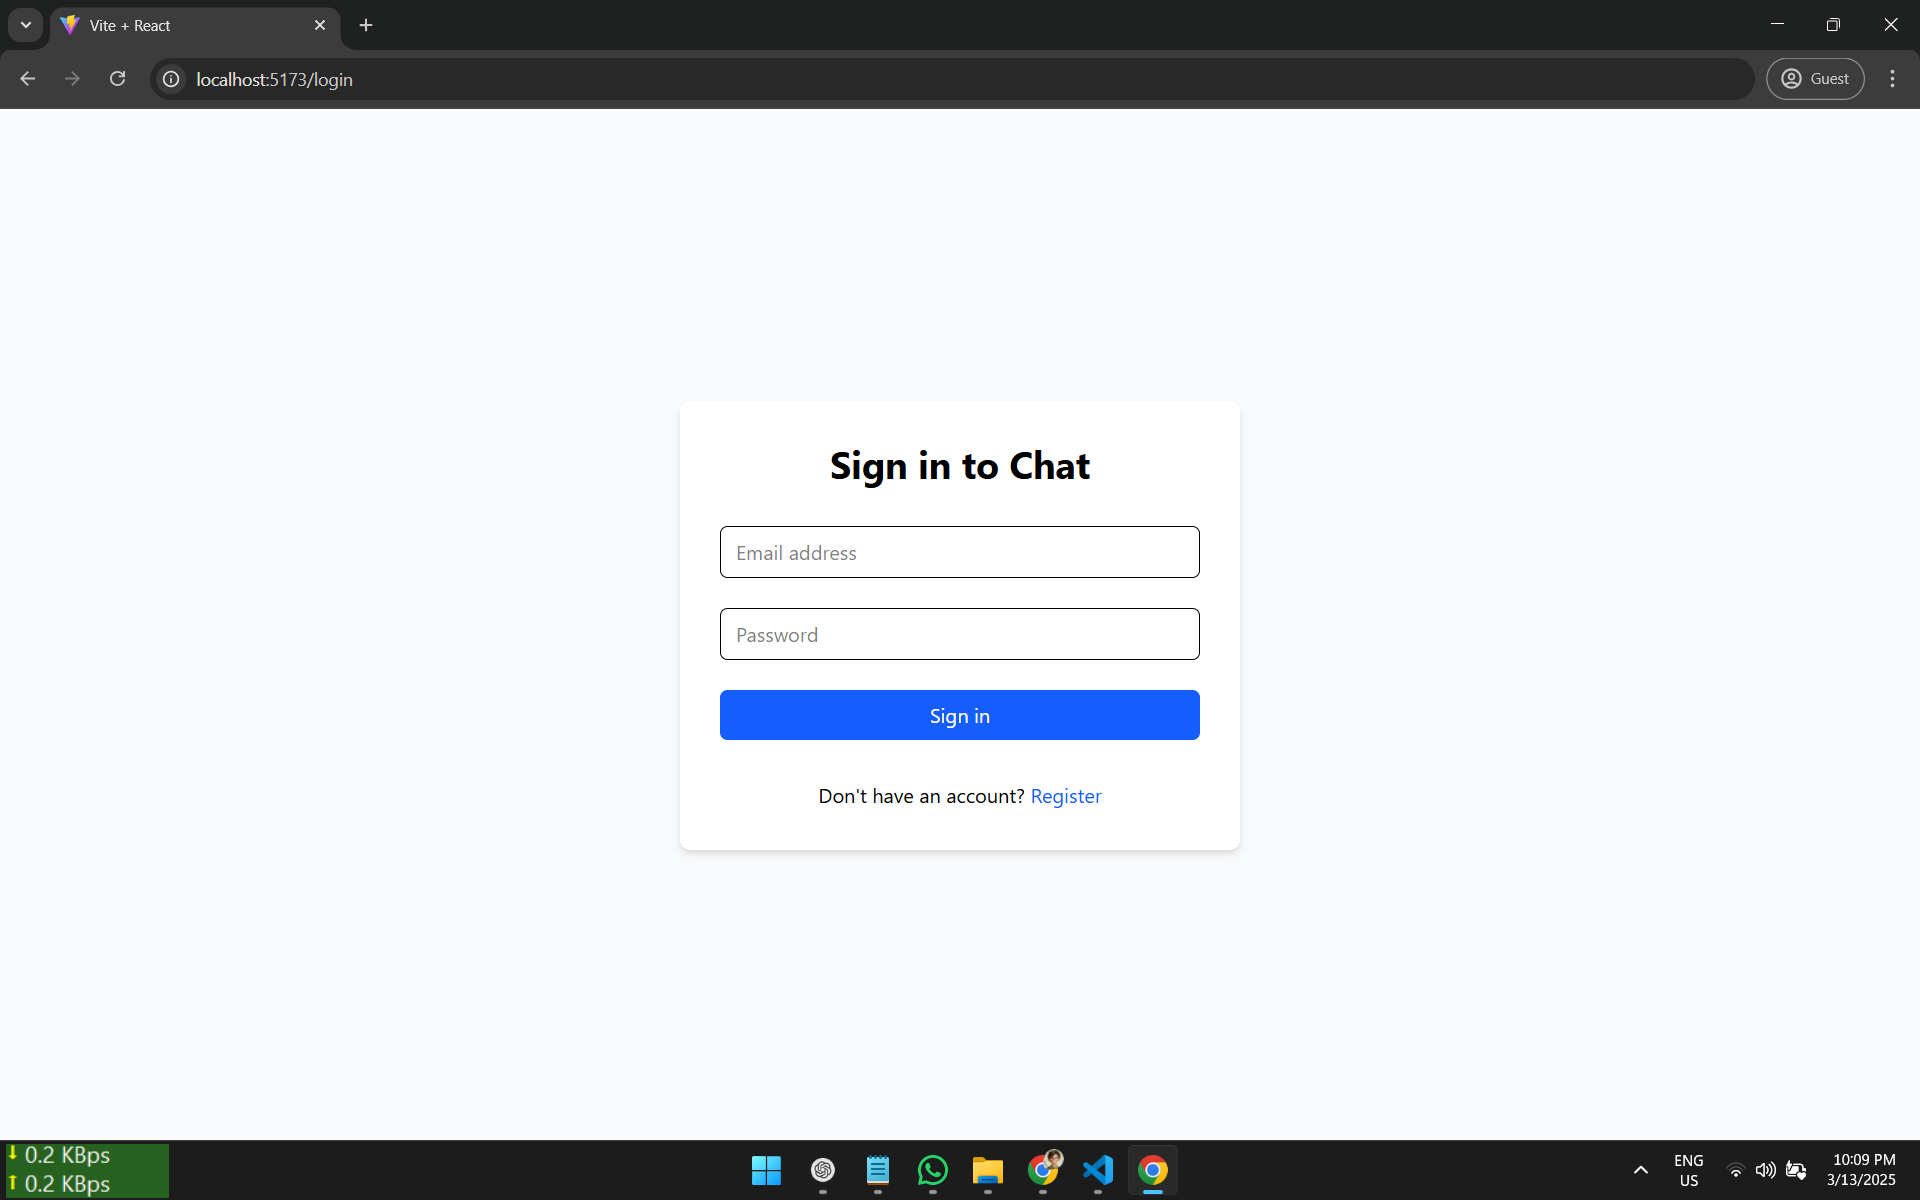 Vite + React
localhost:5173/login
Guest
Sign in to Chat
Email address
Password
Sign in
Don't have an account? Register
0.2 KBps
0.2 KBps
ENG
US
10:09 PM
3/13/2025